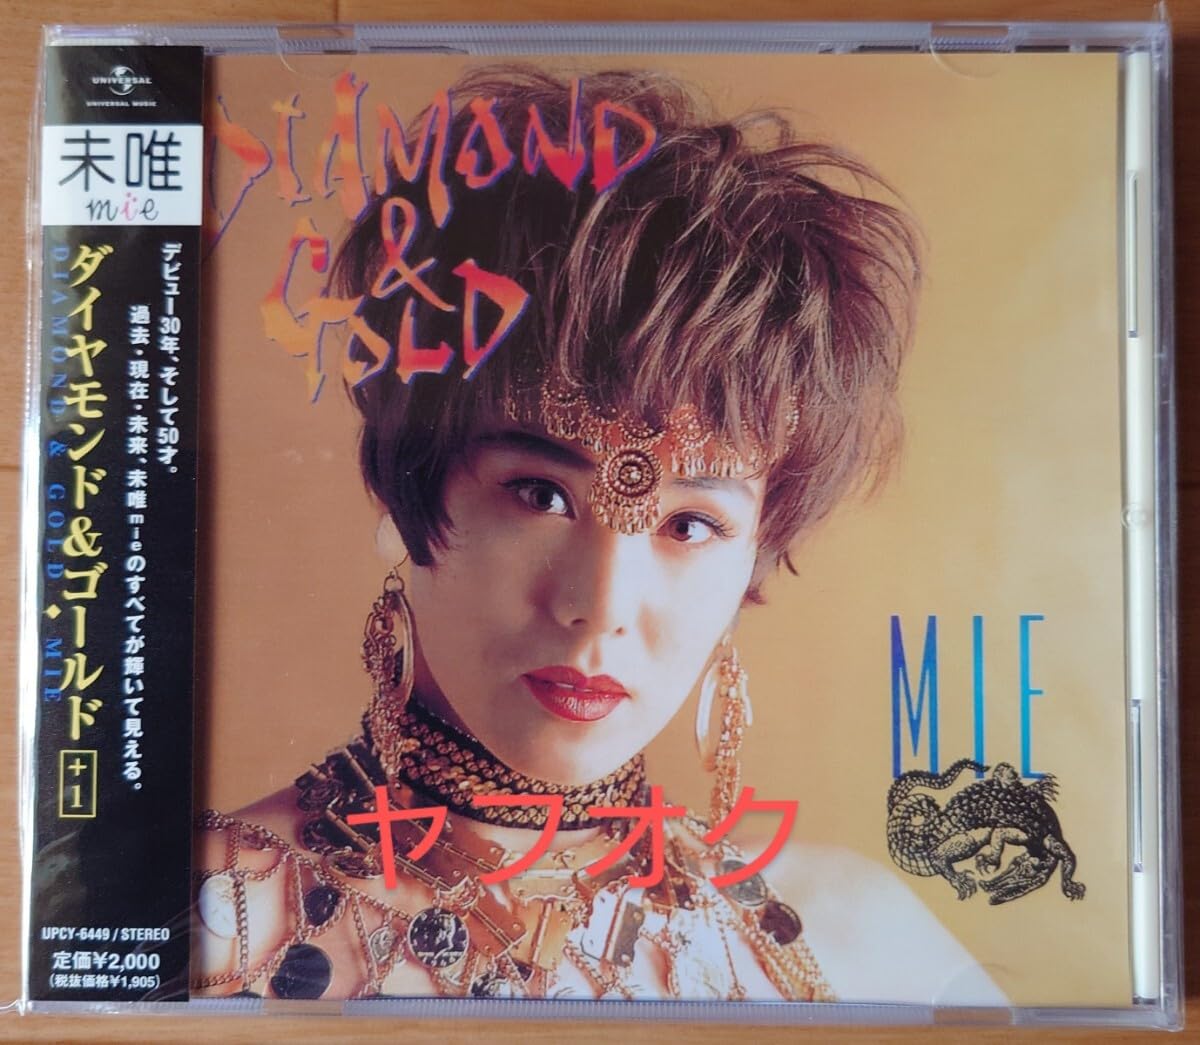 UNIVERSAL
UNIVERSAL MUSIC
未唯
mie
デビュー30年、そして50才。
過去・現在・未来、未唯mieのすべてが輝いて見える。
ダイヤモンド&ゴールド+1
DIAMOND & GOLD・MIE
UPCY-6449 / STEREO
定価¥2,000
(税抜価格¥1,905)
DIAMOND
&
GOLD
MIE
ヤフオク